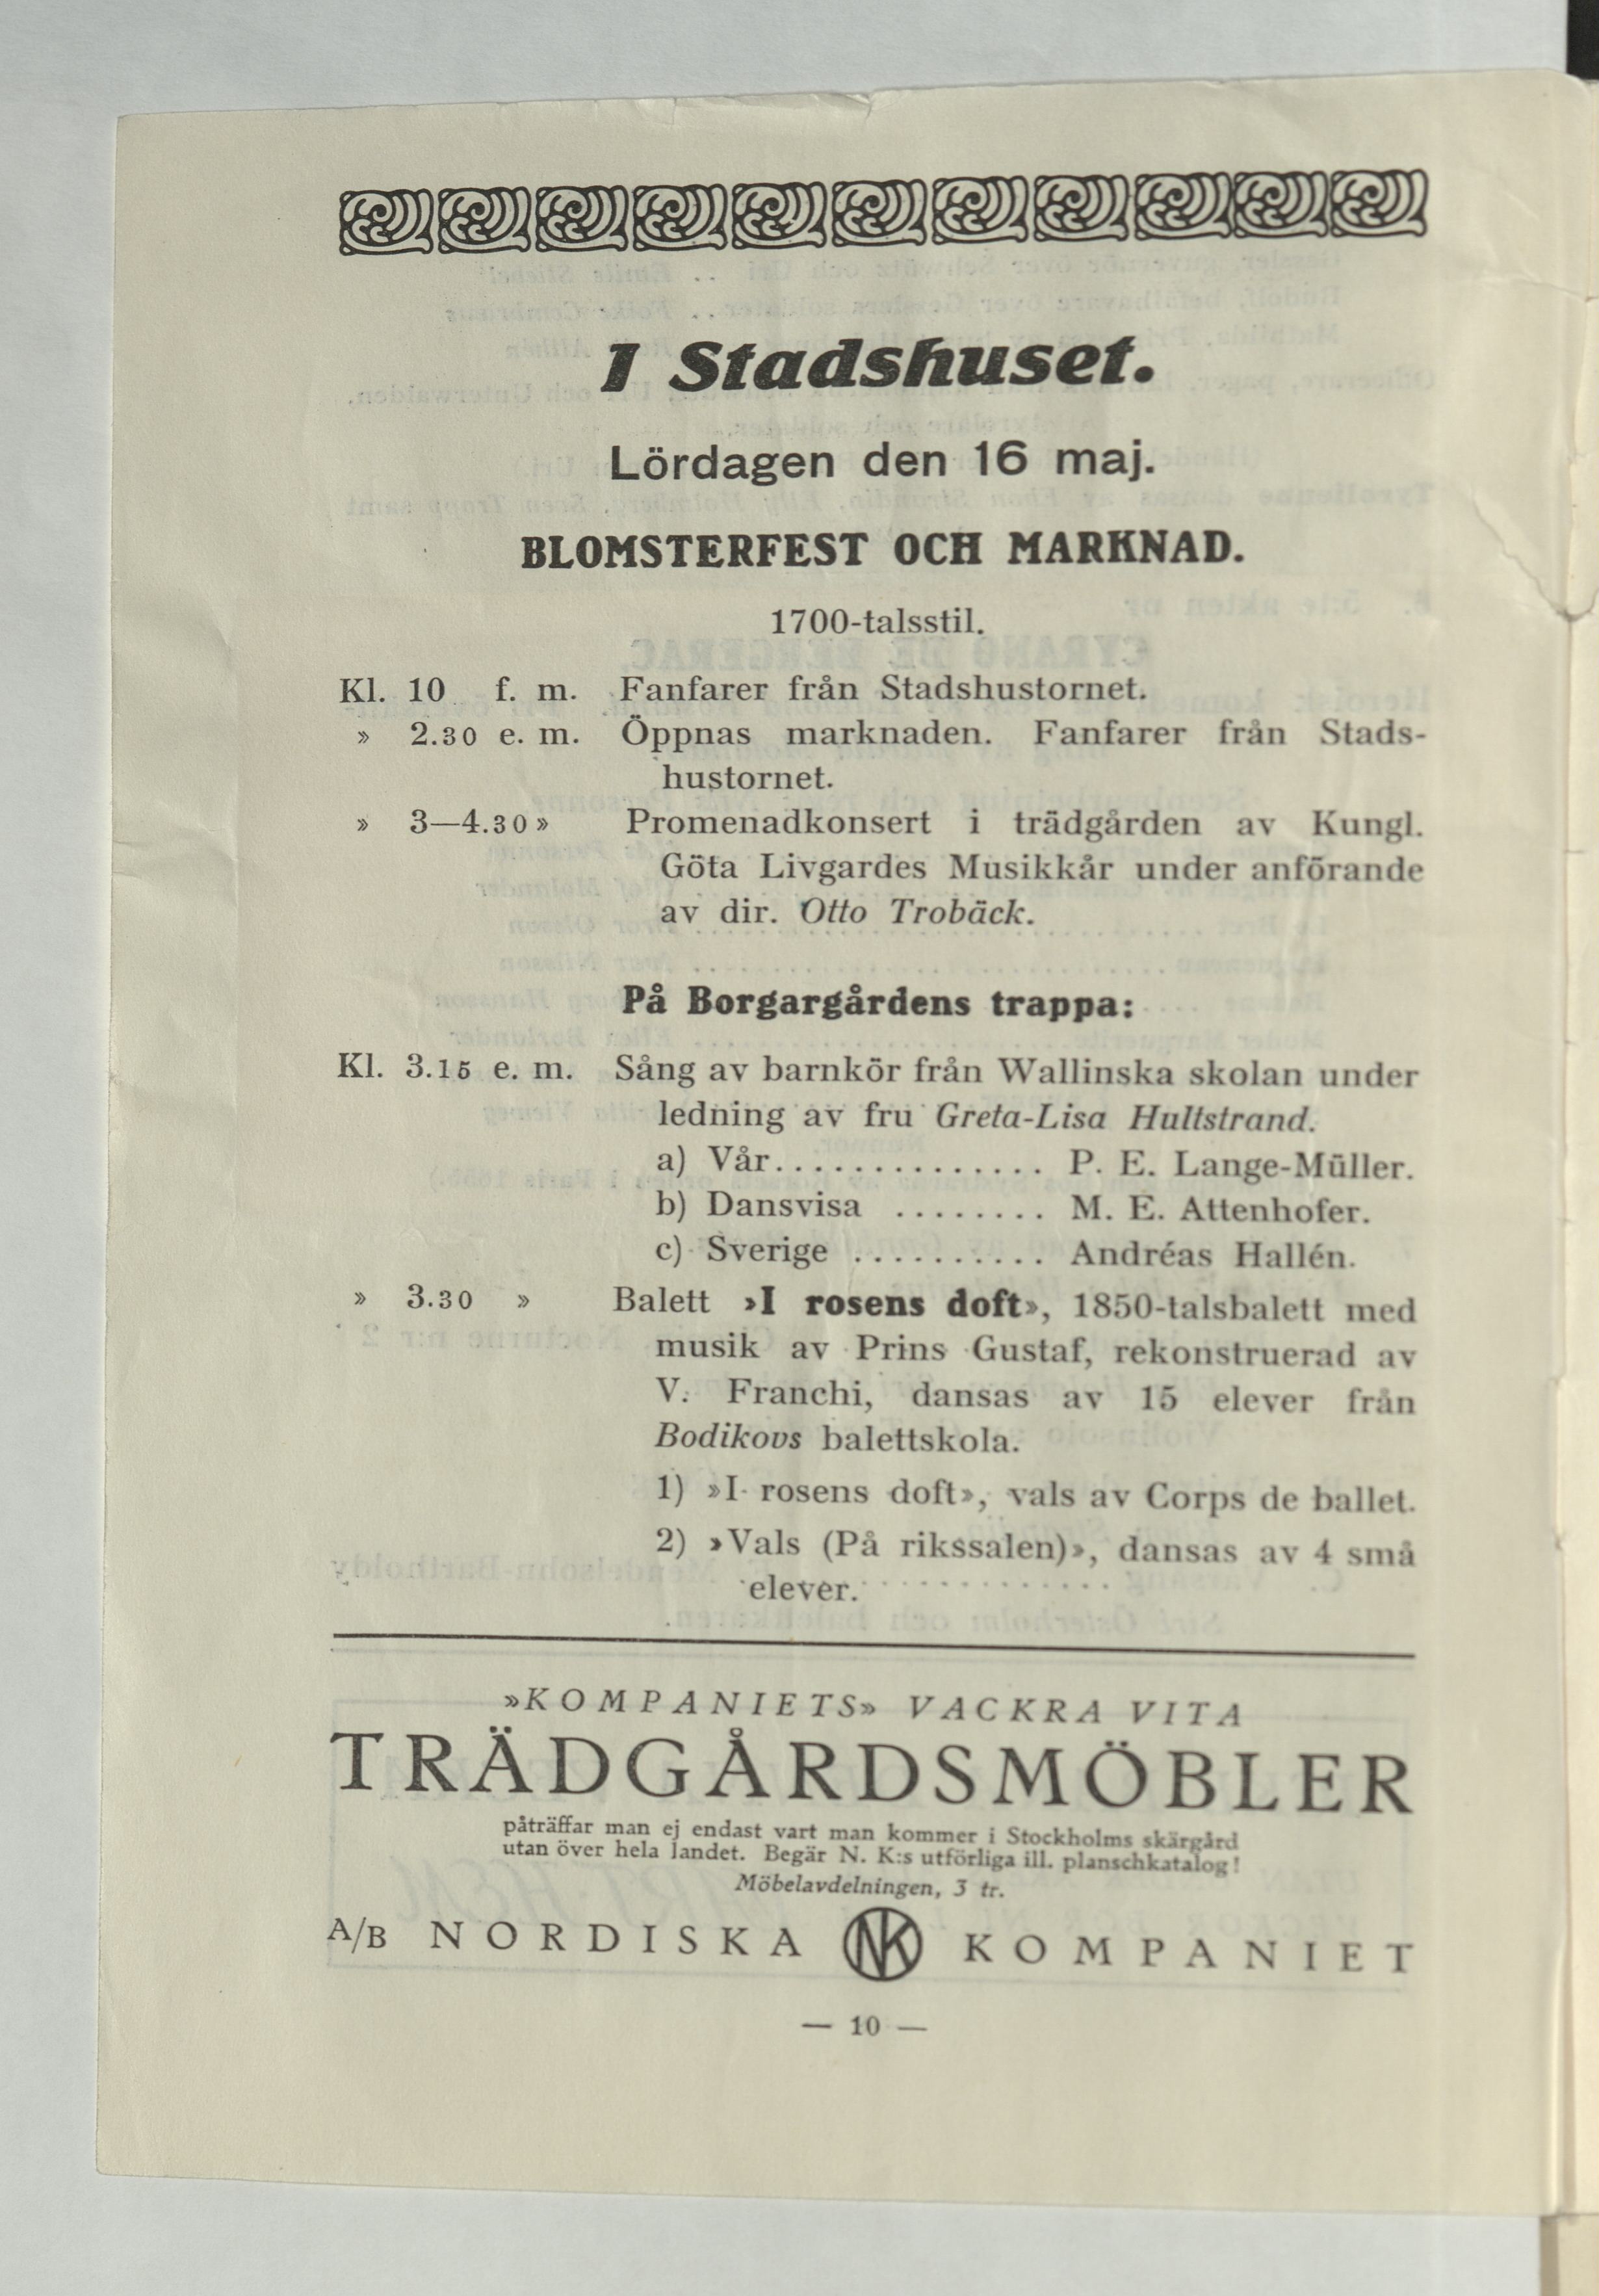 I Stadshuset.
Lördagen den 16 maj.
BLOMSTERFEST OCH MARKNAD.
1700-talsstil.
Kl. 10 f. m. Fanfarer från Stadshustornet.
» 2.30 e. m. Öppnas marknaden. Fanfarer från Stads-
hustornet.
» 3—4.30 » Promenadkonsert i trädgården av Kungl.
Göta Livgardes Musikkår under anförande
av dir. Otto Trobäck.
På Borgargårdens trappa:
Kl. 3.15 e. m. Sång av barnkör från Wallinska skolan under
ledning av fru Greta-Lisa Hultstrand.
a) Vår.............. P. E. Lange-Müller.
b) Dansvisa ........ M. E. Attenhofer.
c) Sverige .......... Andréas Hallén.
» 3.30 » Balett »I rosens doft», 1850-talsbalett med
musik av Prins Gustaf, rekonstruerad av
V. Franchi, dansas av 15 elever från
Bodikovs balettskola.
1) »I rosens doft», vals av Corps de ballet.
2) »Vals (På rikssalen)», dansas av 4 små
elever.
»KOMPANIETS» VACKRA VITA
TRÄDGÅRDSMÖBLER
påträffar man ej endast vart man kommer i Stockholms skärgård
utan över hela landet. Begär N. K:s utförliga ill. planschkatalog!
Möbelavdelningen, 3 tr.
A/B NORDISKA NK KOMPANIET
— 10 —